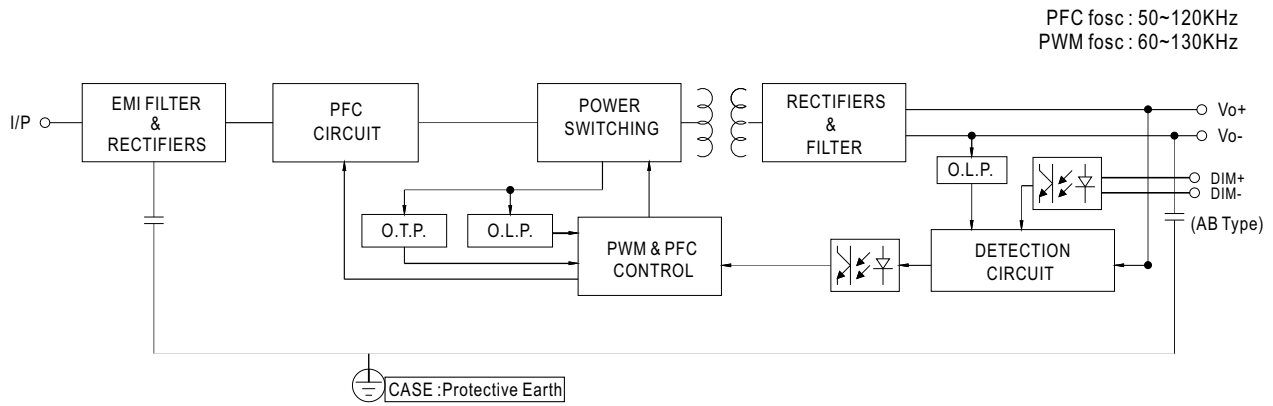 PFC fosc : 50~120KHz
PWM fosc : 60~130KHz
I/P
EMI FILTER
&
RECTIFIERS
PFC
CIRCUIT
POWER
SWITCHING
RECTIFIERS
&
FILTER
Vo+
Vo-
O.L.P.
DIM+
DIM-
(AB Type)
O.T.P.
O.L.P.
PWM & PFC
CONTROL
DETECTION
CIRCUIT
CASE :Protective Earth